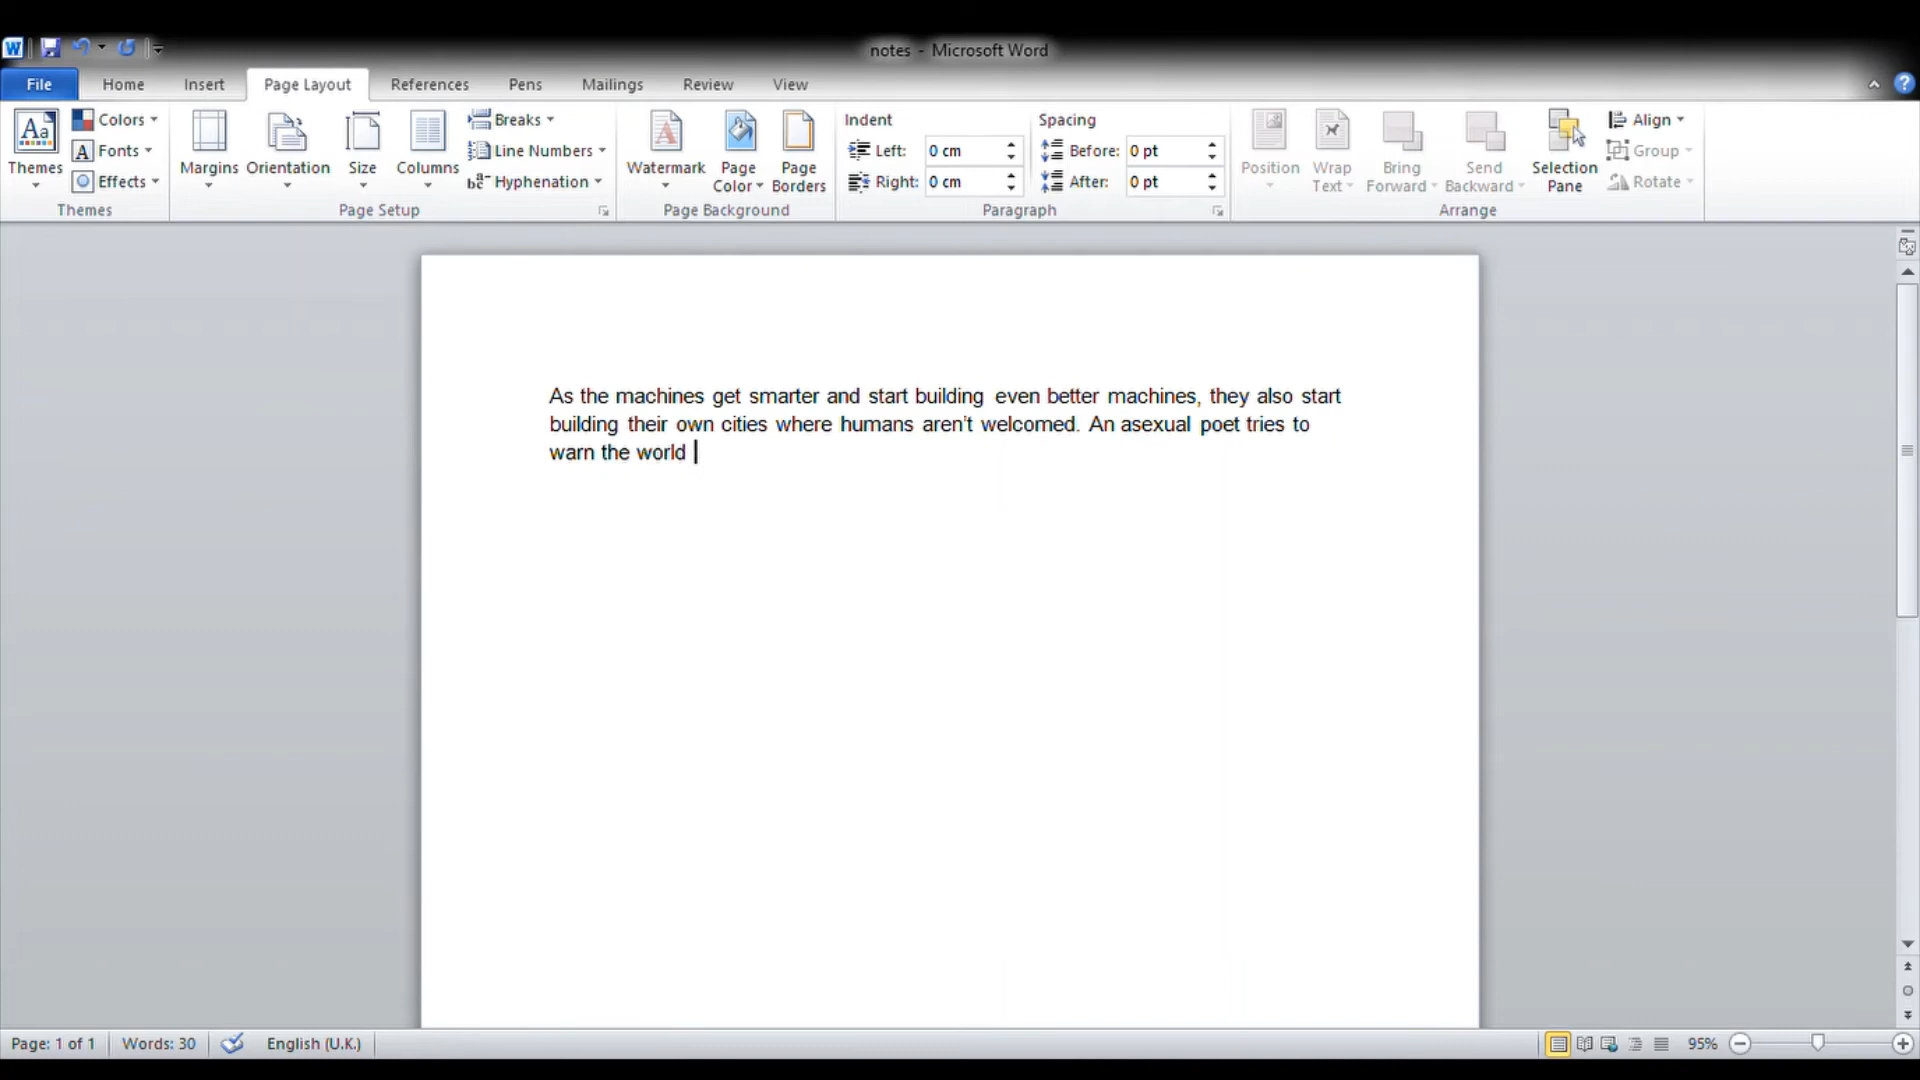 notes - Microsoft Word
File Home Insert Page Layout References Pens Mailings Review View
Themes Colors Fonts Effects Themes
Margins Orientation Size Columns Breaks Line Numbers Hyphenation Page Setup
Watermark Page Color Page Borders Page Background
Indent Left: 0 cm Right: 0 cm Spacing Before: 0 pt After: 0 pt Paragraph
Position Wrap Text Bring Forward Send Backward Selection Pane Align Group Rotate Arrange
As the machines get smarter and start building even better machines, they also start
building their own cities where humans aren't welcomed. An asexual poet tries to
warn the world
Page: 1 of 1 Words: 30 English (U.K.) 95%